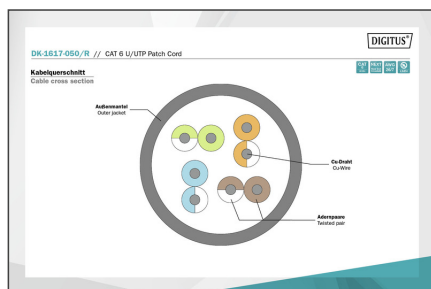 DIGITUS®
DK-1617-050/R // CAT 6 U/UTP Patch Cord
Kabelquerschnitt
Cable cross section
Außenmantel
Outer jacket
Cu-Draht
Cu-Wire
Adernpaare
Twisted pair